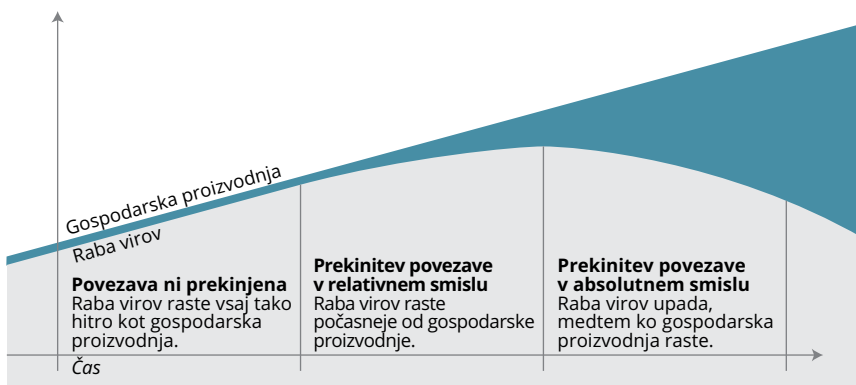 Gospodarska proizvodnja
Raba virov
Povezava ni prekinjena
Raba virov raste vsaj tako
hitro kot gospodarska
proizvodnja.
Prekinitev povezave
v relativnem smislu
Raba virov raste
počasneje od gospodarske
proizvodnje.
Prekinitev povezave
v absolutnem smislu
Raba virov upada,
medtem ko gospodarska
proizvodnja raste.
Čas